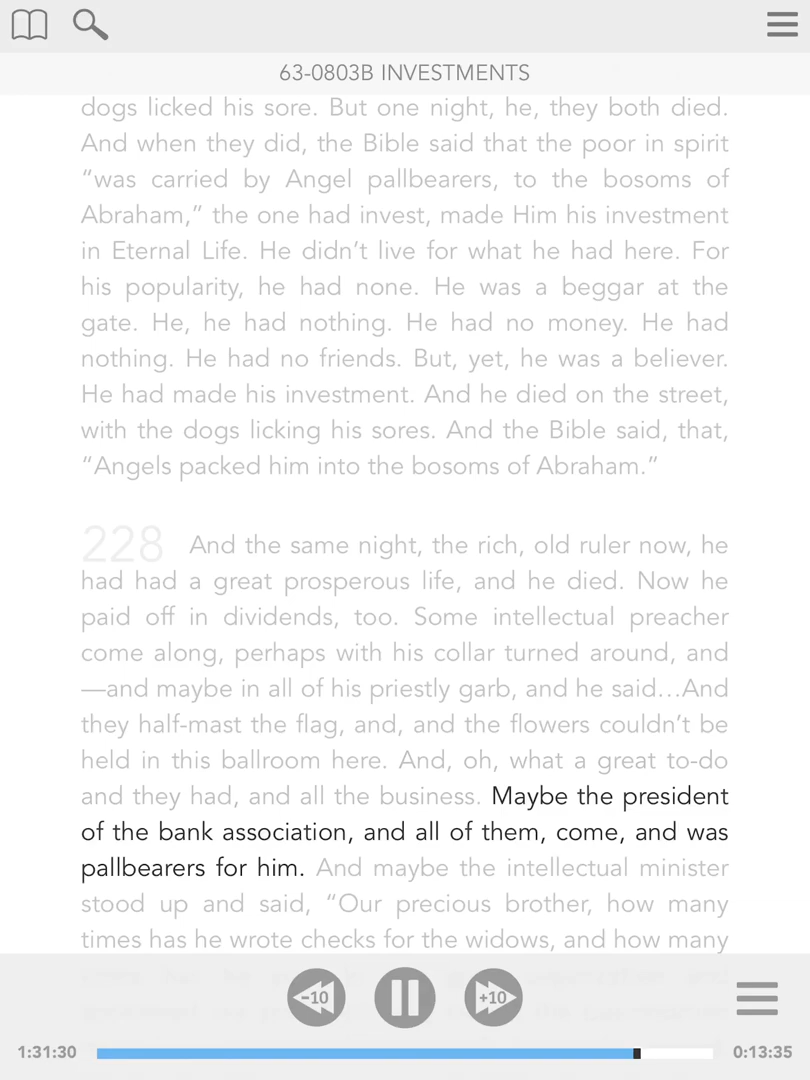 63-0803B INVESTMENTS
dogs licked his sore. But one night, he, they both died.
And when they did, the Bible said that the poor in spirit
“was carried by Angel pallbearers, to the bosoms of
Abraham,” the one had invest, made Him his investment
in Eternal Life. He didn’t live for what he had here. For
his popularity, he had none. He was a beggar at the
gate. He, he had nothing. He had no money. He had
nothing. He had no friends. But, yet, he was a believer.
He had made his investment. And he died on the street,
with the dogs licking his sores. And the Bible said, that,
“Angels packed him into the bosoms of Abraham.”
228 And the same night, the rich, old ruler now, he
had had a great prosperous life, and he died. Now he
paid off in dividends, too. Some intellectual preacher
come along, perhaps with his collar turned around, and
—and maybe in all of his priestly garb, and he said…And
they half-mast the flag, and, and the flowers couldn’t be
held in this ballroom here. And, oh, what a great to-do
and they had, and all the business. Maybe the president
of the bank association, and all of them, come, and was
pallbearers for him. And maybe the intellectual minister
stood up and said, “Our precious brother, how many
times has he wrote checks for the widows, and how many
-10 +10
1:31:30 0:13:35